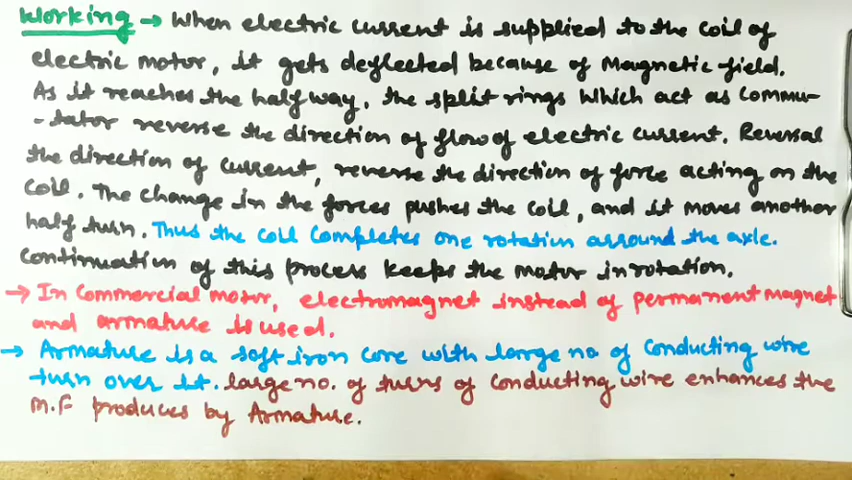 Working → When electric current is supplied to the coil of
electric motor, it gets deflected because of Magnetic field.
As it reaches the half way, the split rings which act as Commu-
-tator reverse the direction of flow of electric current. Reversal
the direction of current, reverse the direction of force acting on the
coil. The change in the forces pushes the coil, and it moves another
half turn. Thus the coil Completes one rotation arround the axle.
Continuation of this process keeps the motor in rotation.
→ In Commercial motor, electromagnet instead of permanent magnet
and armature is used.
→ Armature is a soft iron core with large no. of Conducting wire
turn over it. large no. of turns of conducting wire enhances the
M.F produces by Armature.